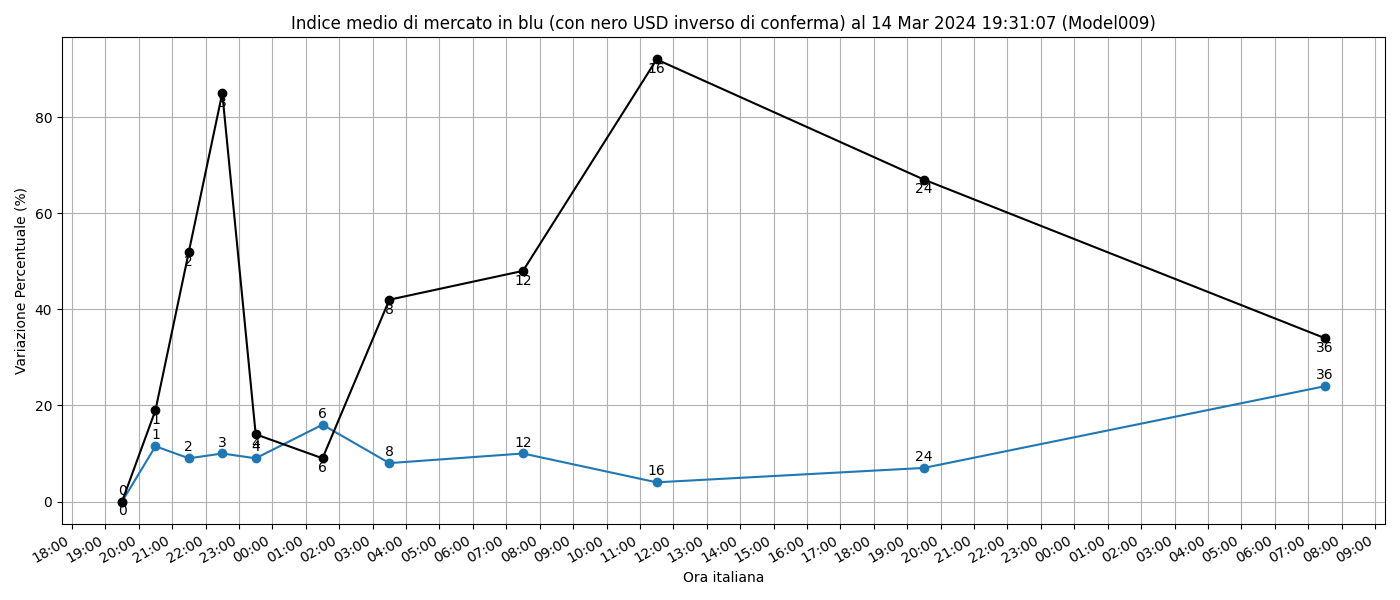 Indice medio di mercato in blu (con nero USD inverso di conferma) al 14 Mar 2024 19:31:07 (Model009)
Variazione Percentuale (%)
80
60
40
20
0
0 1 2 3 4 6 8 12 16 24 36
0 1 2 3 4 6 8 12 16 24 36
18:00 19:00 20:00 21:00 22:00 23:00 00:00 01:00 02:00 03:00 04:00 05:00 06:00 07:00 08:00 09:00 10:00 11:00 12:00 13:00 14:00 15:00 16:00 17:00 18:00 19:00 20:00 21:00 22:00 23:00 00:00 01:00 02:00 03:00 04:00 05:00 06:00 07:00 08:00 09:00
Ora italiana